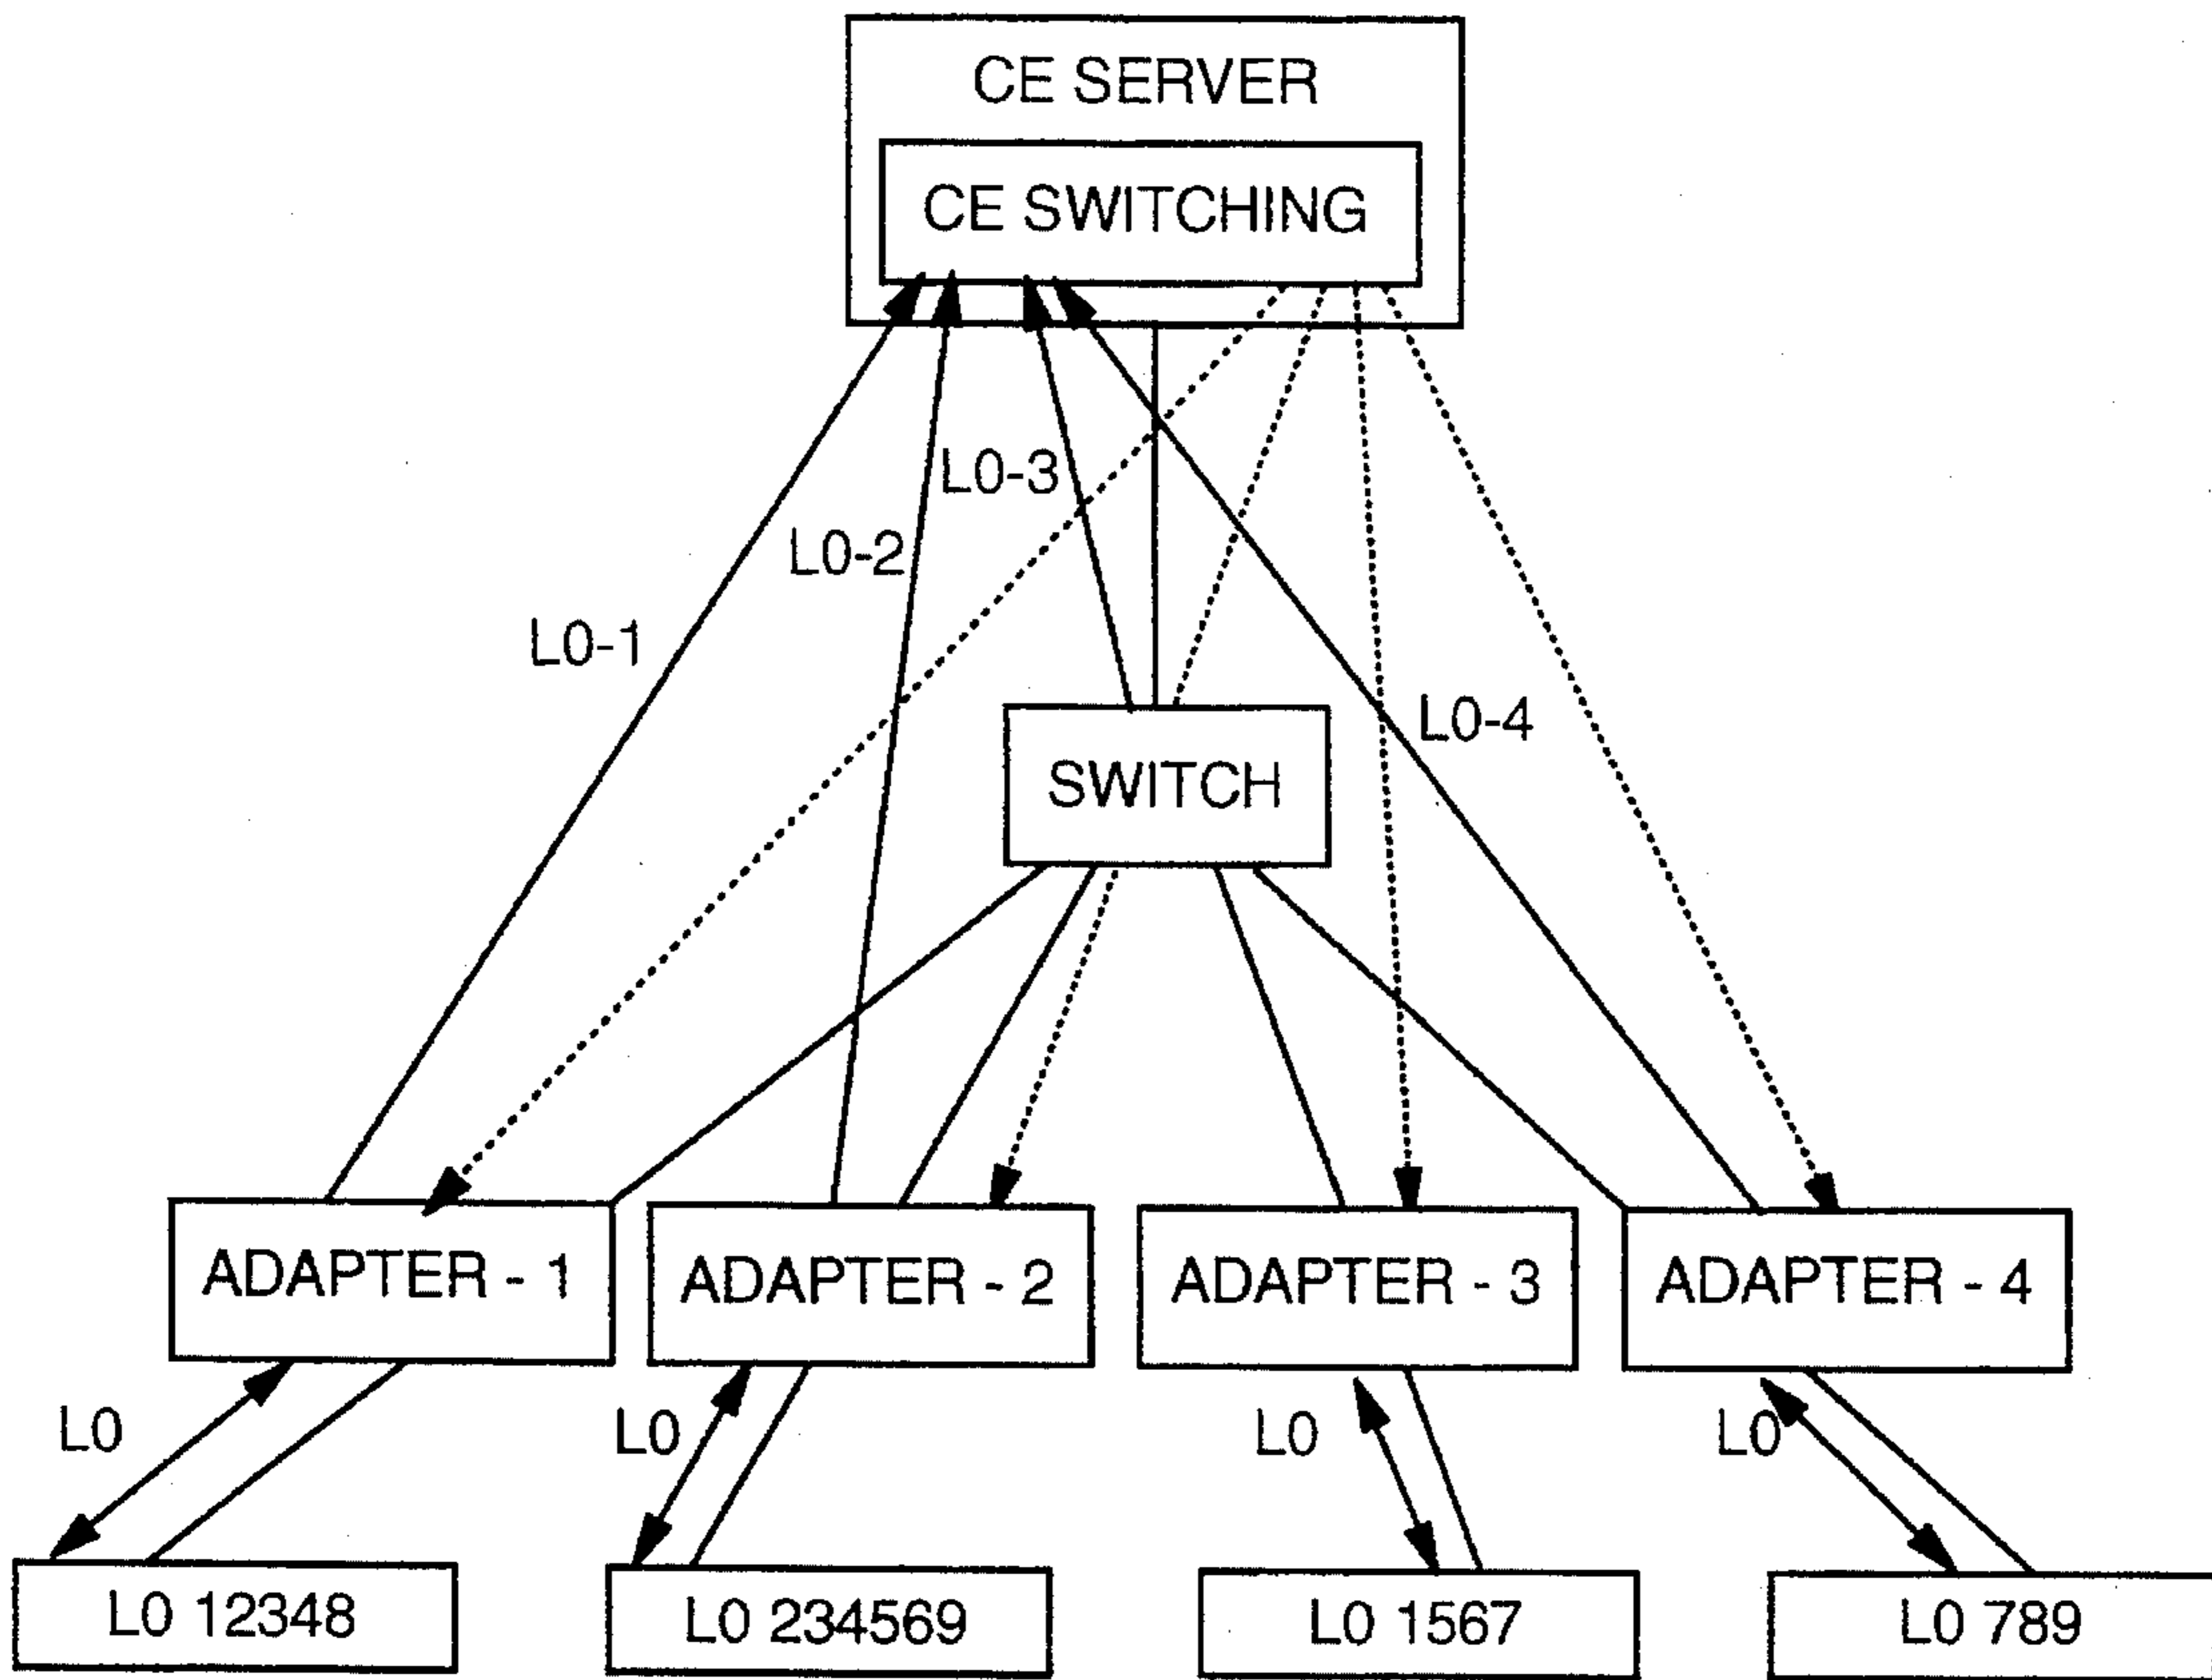 CE SERVER
CE SWITCHING
L0-3
L0-2
L0-1
L0-4
SWITCH
ADAPTER - 1
ADAPTER - 2
ADAPTER - 3
ADAPTER - 4
L0
L0
L0
L0
L0 12348
L0 234569
L0 1567
L0 789